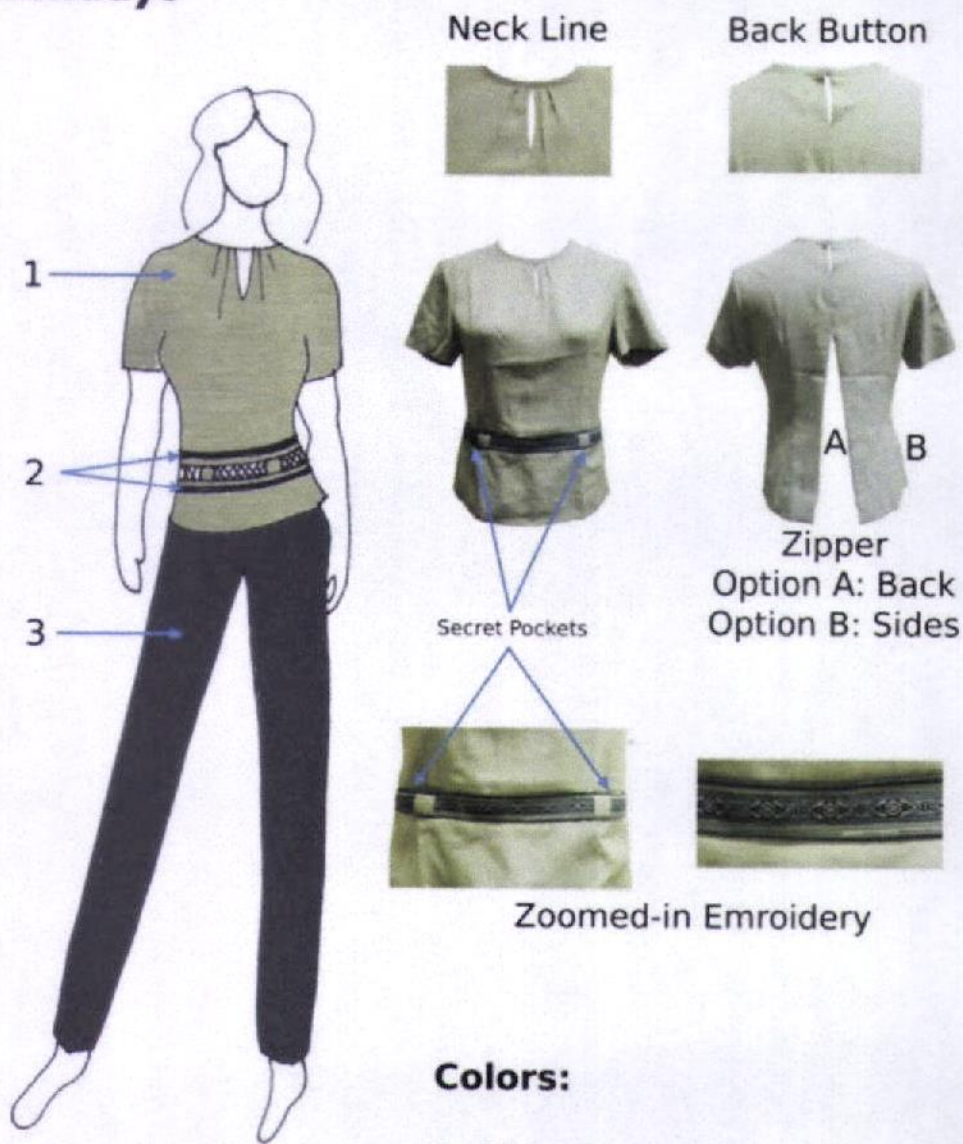 Neck Line
Back Button
1
2
3
A
B
Zipper
Option A: Back
Option B: Sides
Secret Pockets
Zoomed-in Emroidery
Colors: